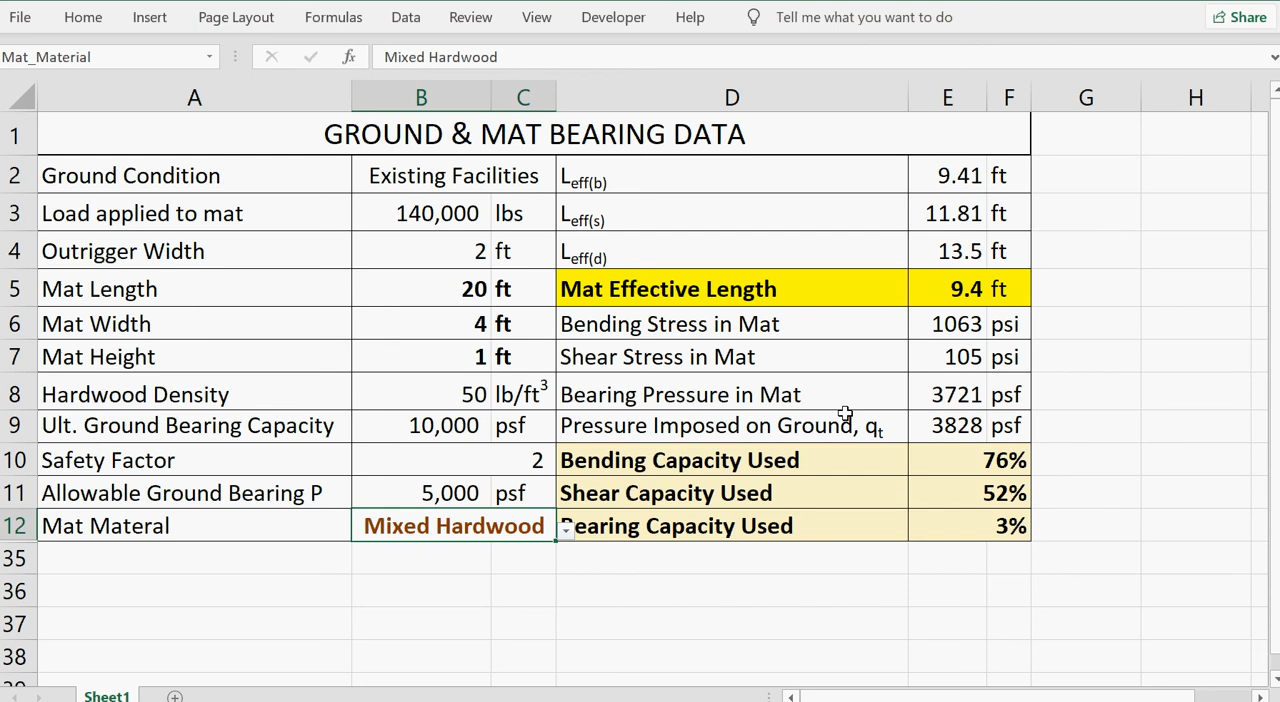 File Home Insert Page Layout Formulas Data Review View Developer Help Tell me what you want to do Share
Mat_Material fx Mixed Hardwood
A B C D E F G H
1 GROUND & MAT BEARING DATA
2 Ground Condition Existing Facilities Leff(b) 9.41 ft
3 Load applied to mat 140,000 lbs Leff(s) 11.81 ft
4 Outrigger Width 2 ft Leff(d) 13.5 ft
5 Mat Length 20 ft Mat Effective Length 9.4 ft
6 Mat Width 4 ft Bending Stress in Mat 1063 psi
7 Mat Height 1 ft Shear Stress in Mat 105 psi
8 Hardwood Density 50 lb/ft3 Bearing Pressure in Mat 3721 psf
9 Ult. Ground Bearing Capacity 10,000 psf Pressure Imposed on Ground, qt 3828 psf
10 Safety Factor 2 Bending Capacity Used 76%
11 Allowable Ground Bearing P 5,000 psf Shear Capacity Used 52%
12 Mat Materal Mixed Hardwood Bearing Capacity Used 3%
35
36
37
38
Sheet1